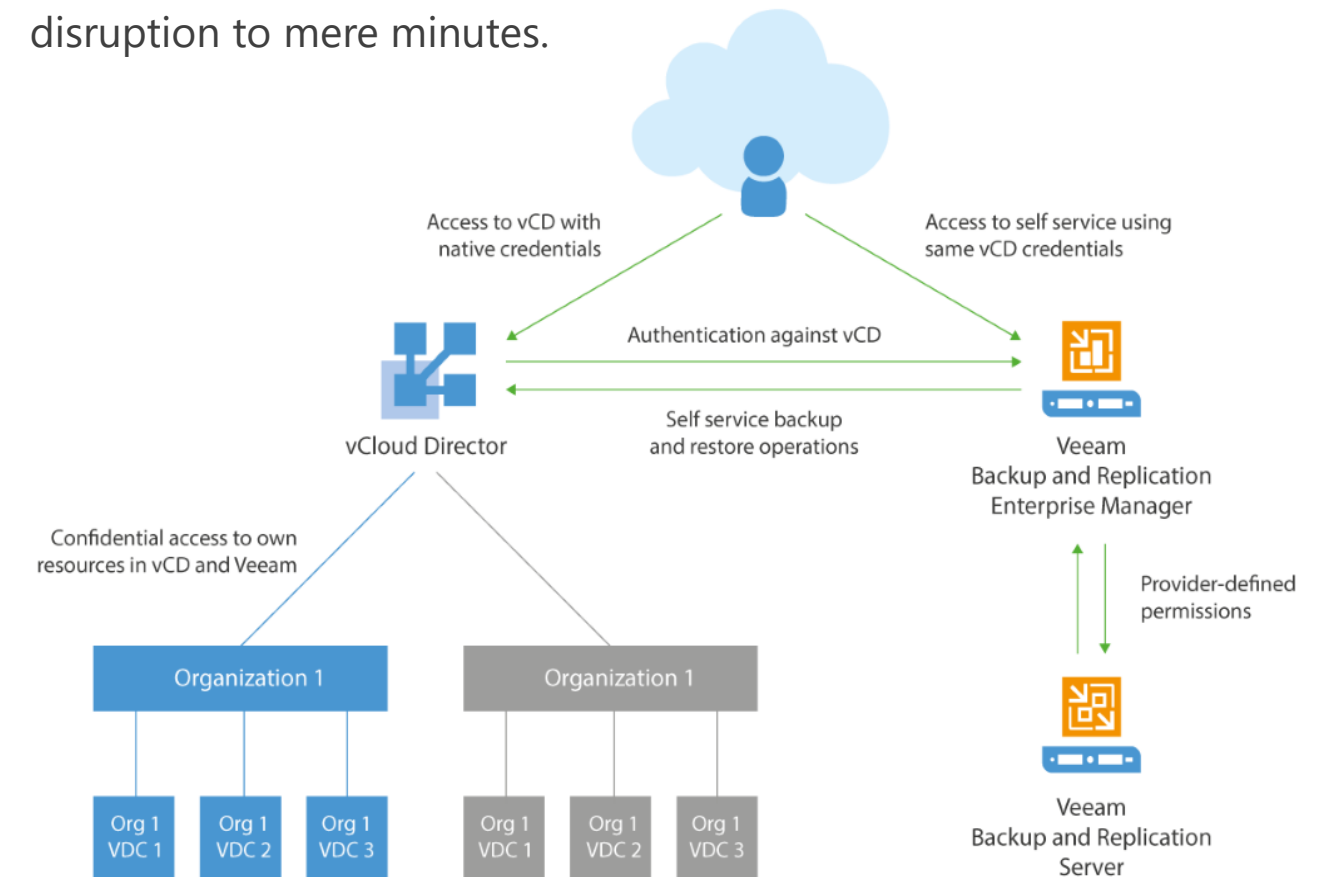 disruption to mere minutes.
Access to vCD with
native credentials
Access to self service using
same vCD credentials
Authentication against vCD
Self service backup
and restore operations
vCloud Director
Veeam
Backup and Replication
Enterprise Manager
Confidential access to own
resources in vCD and Veeam
Provider-defined
permissions
Organization 1
Organization 1
Org 1
VDC 1
Org 1
VDC 2
Org 1
VDC 3
Org 1
VDC 1
Org 1
VDC 2
Org 1
VDC 3
Veeam
Backup and Replication
Server